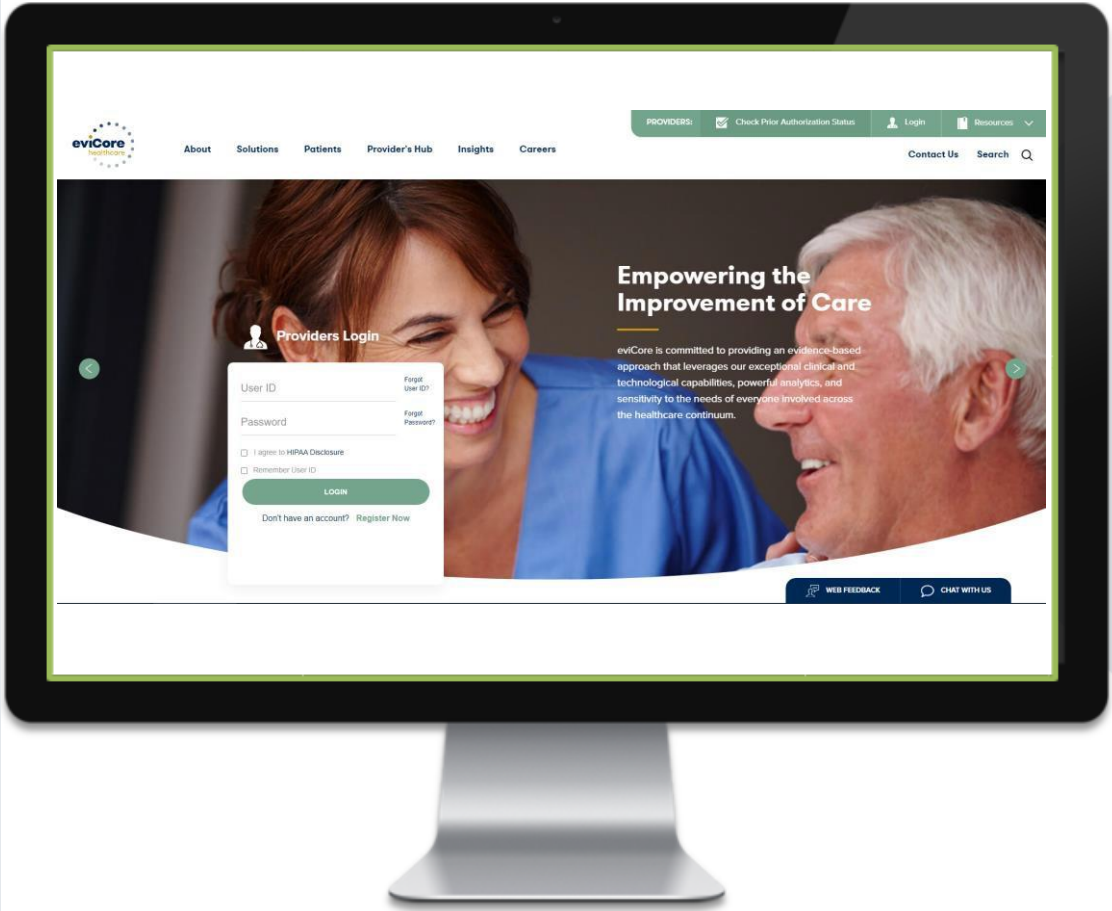 PROVIDERS: Check Prior Authorization Status Login Resources
eviCore
healthcare
About Solutions Patients Provider's Hub Insights Careers
Contact Us Search
Empowering the
Improvement of Care
eviCore is committed to providing an evidence-based
approach that leverages our exceptional clinical and
technological capabilities, powerful analytics, and
sensitivity to the needs of everyone involved across
the healthcare continuum.
Providers Login
User ID
Forgot
User ID?
Password
Forgot
Password?
I agree to HIPAA Disclosure
Remember User ID
LOGIN
Don't have an account? Register Now
WEB FEEDBACK CHAT WITH US